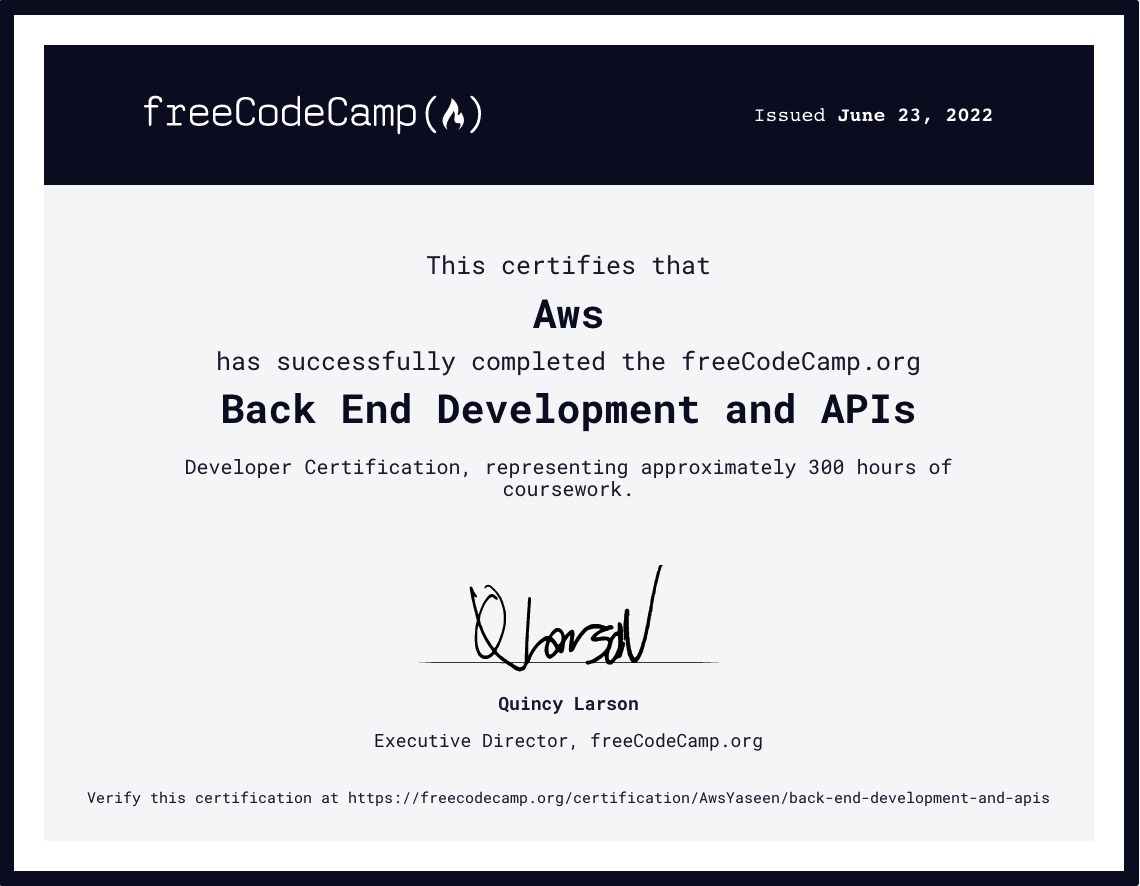 freeCodeCamp()
Issued June 23, 2022
This certifies that
Aws
has successfully completed the freeCodeCamp.org
Back End Development and APIs
Developer Certification, representing approximately 300 hours of
coursework.
Q Larson
Quincy Larson
Executive Director, freeCodeCamp.org
Verify this certification at https://freecodecamp.org/certification/AwsYaseen/back-end-development-and-apis